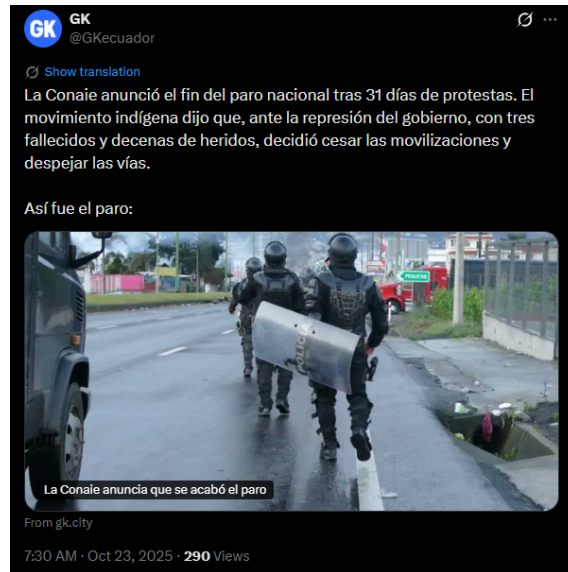 GK
GK
@GKecuador
Show translation
La Conaie anunció el fin del paro nacional tras 31 días de protestas. El
movimiento indígena dijo que, ante la represión del gobierno, con tres
fallecidos y decenas de heridos, decidió cesar las movilizaciones y
despejar las vías.
Así fue el paro:
PEGUCHE
POLICIA
La Conaie anuncia que se acabó el paro
From gk.city
7:30 AM · Oct 23, 2025 · 290 Views